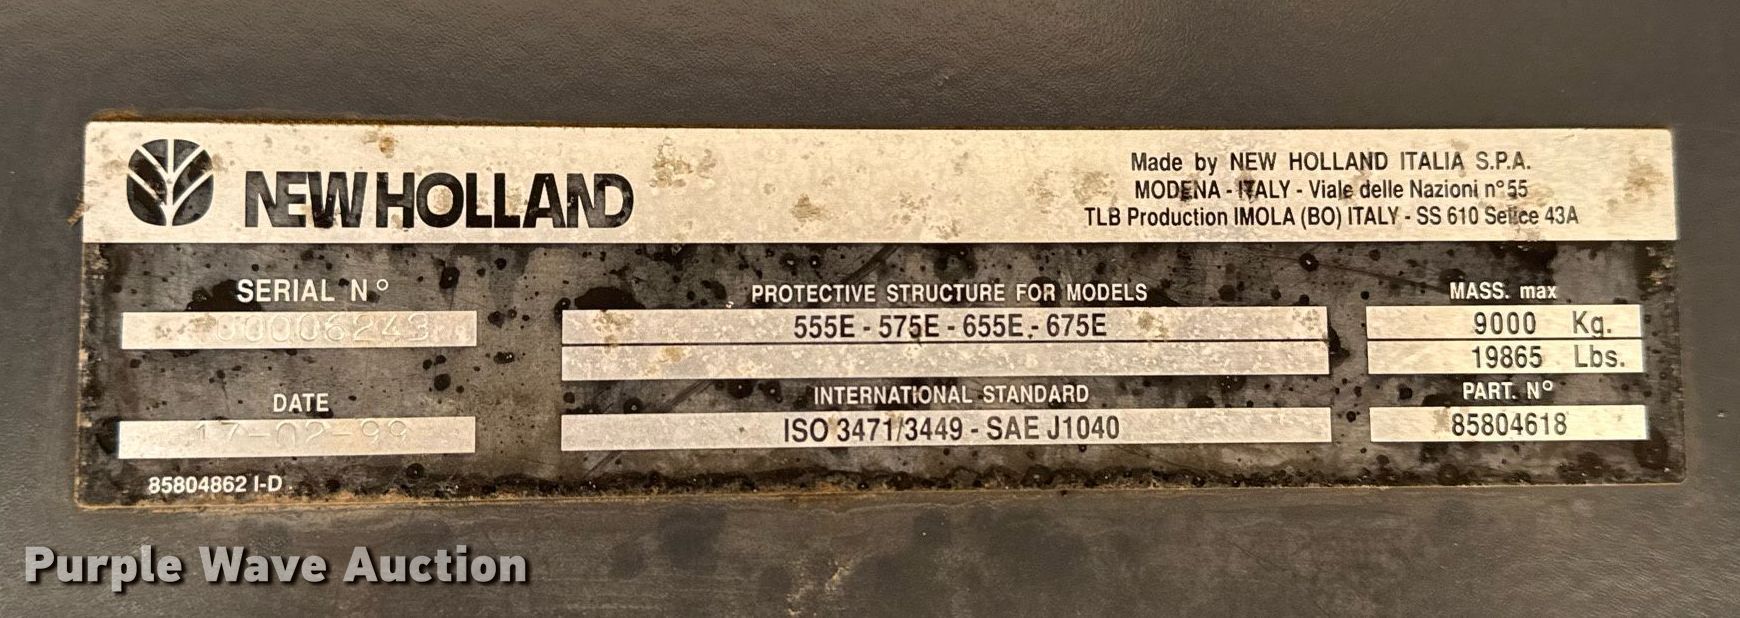 NEW HOLLAND
Made by NEW HOLLAND ITALIA S.P.A.
MODENA - ITALY - Viale delle Nazioni n° 55
TLB Production IMOLA (BO) ITALY - SS 610 Selice 43A
SERIAL N°
00006243
DATE
17-02-99
85804862 I-D
PROTECTIVE STRUCTURE FOR MODELS
555E - 575E - 655E - 675E
INTERNATIONAL STANDARD
ISO 3471/3449 - SAE J1040
MASS. max
9000 Kg.
19865 Lbs.
PART. N°
85804618
Purple Wave Auction